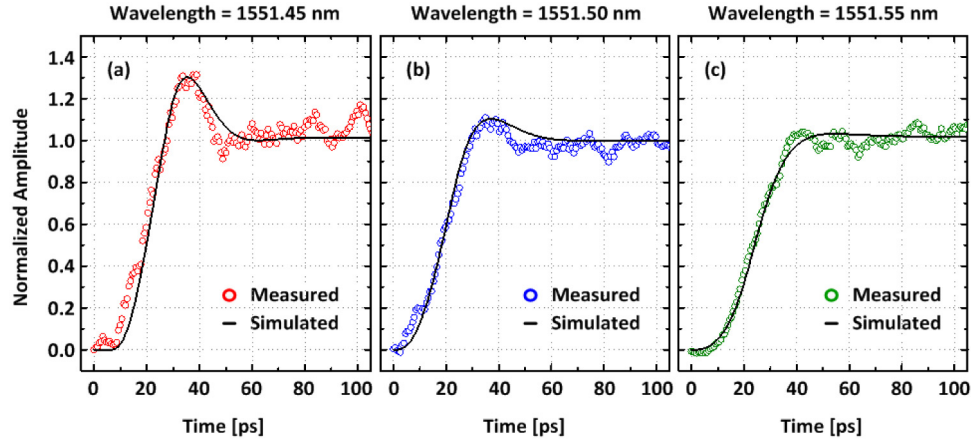 Wavelength = 1551.45 nm
Wavelength = 1551.50 nm
Wavelength = 1551.55 nm
Normalized Amplitude
1.4
1.2
1.0
0.8
0.6
0.4
0.2
0.0
(a)
Measured
Simulated
0 20 40 60 80 100
Time [ps]
(b)
Measured
Simulated
0 20 40 60 80 100
Time [ps]
(c)
Measured
Simulated
0 20 40 60 80 100
Time [ps]